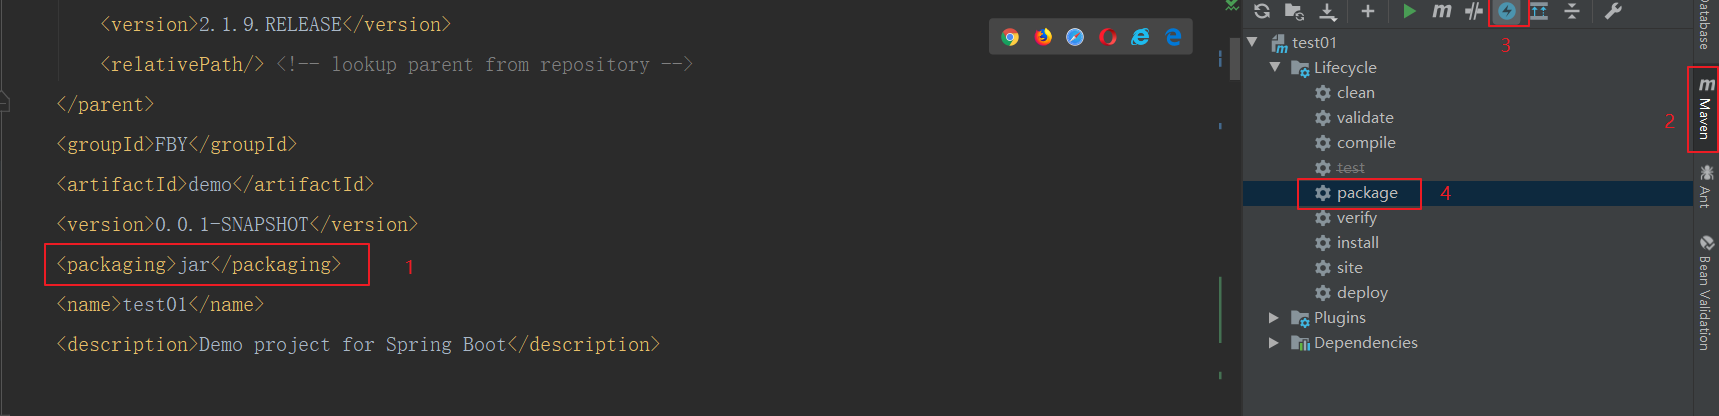 <version>2.1.9.RELEASE</version>
<relativePath/> <!-- lookup parent from repository -->
</parent>
<groupId>FBY</groupId>
<artifactId>demo</artifactId>
<version>0.0.1-SNAPSHOT</version>
<packaging>jar</packaging>
1
<name>test01</name>
<description>Demo project for Spring Boot</description>
3
test01
Lifecycle
clean
validate
compile
test
package
4
verify
install
site
deploy
Plugins
Dependencies
Database
2
Maven
Ant
Bean Validation